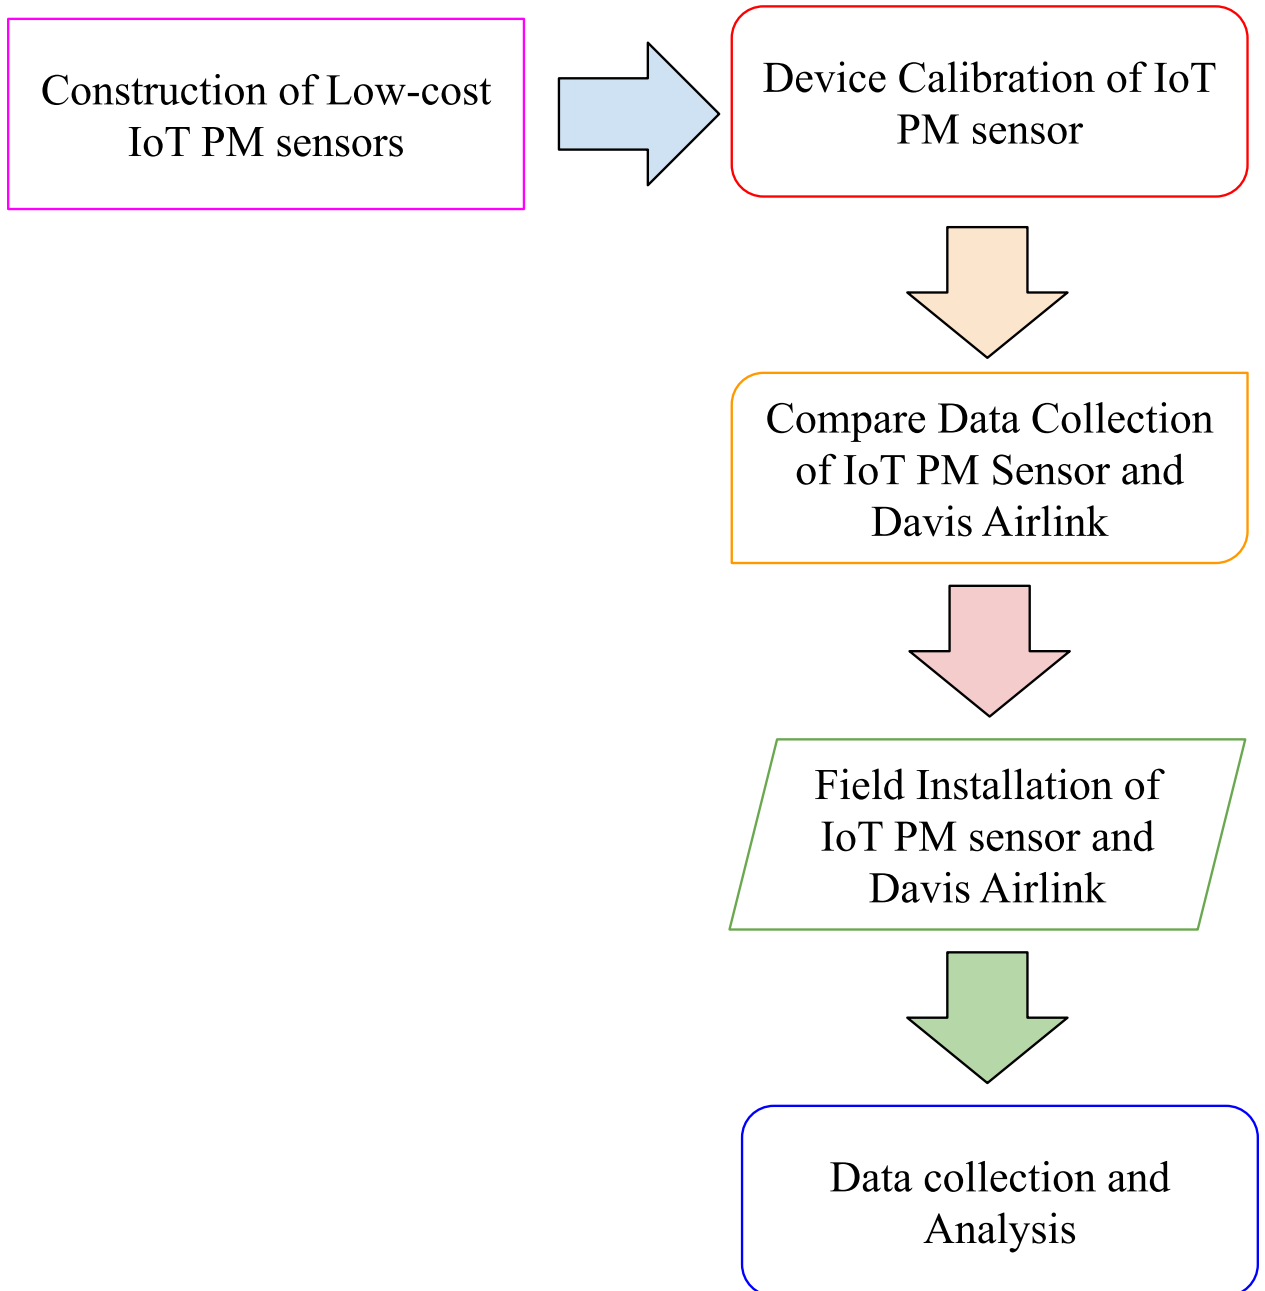 Construction of Low-cost
IoT PM sensors
Device Calibration of IoT
PM sensor
Compare Data Collection
of IoT PM Sensor and
Davis Airlink
Field Installation of
IoT PM sensor and
Davis Airlink
Data collection and
Analysis